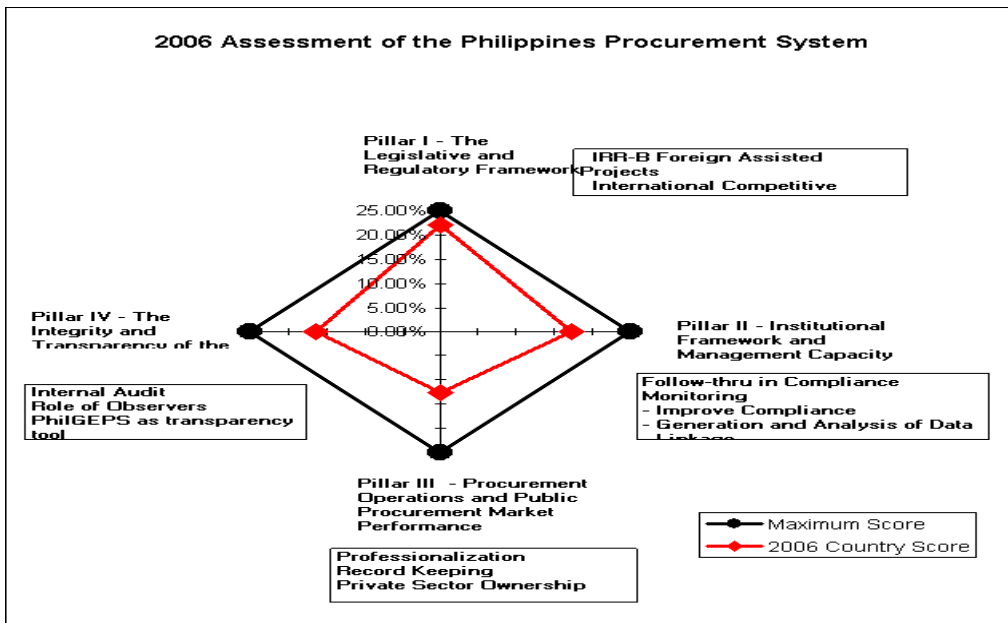 2006 Assessment of the Philippines Procurement System
Pillar I - The
Legislative and
Regulatory Framework
IRR-B Foreign Assisted
Projects
International Competitive
25.00%
20.00%
15.00%
10.00%
5.00%
0.00%
Pillar IV - The
Integrity and
Transparency of the
Pillar II - Institutional
Framework and
Management Capacity
Internal Audit
Role of Observers
PhilGEPS as transparency
tool
Follow-thru in Compliance
Monitoring
- Improve Compliance
- Generation and Analysis of Data
Linkage
Pillar III - Procurement
Operations and Public
Procurement Market
Performance
Professionalization
Record Keeping
Private Sector Ownership
Maximum Score
2006 Country Score